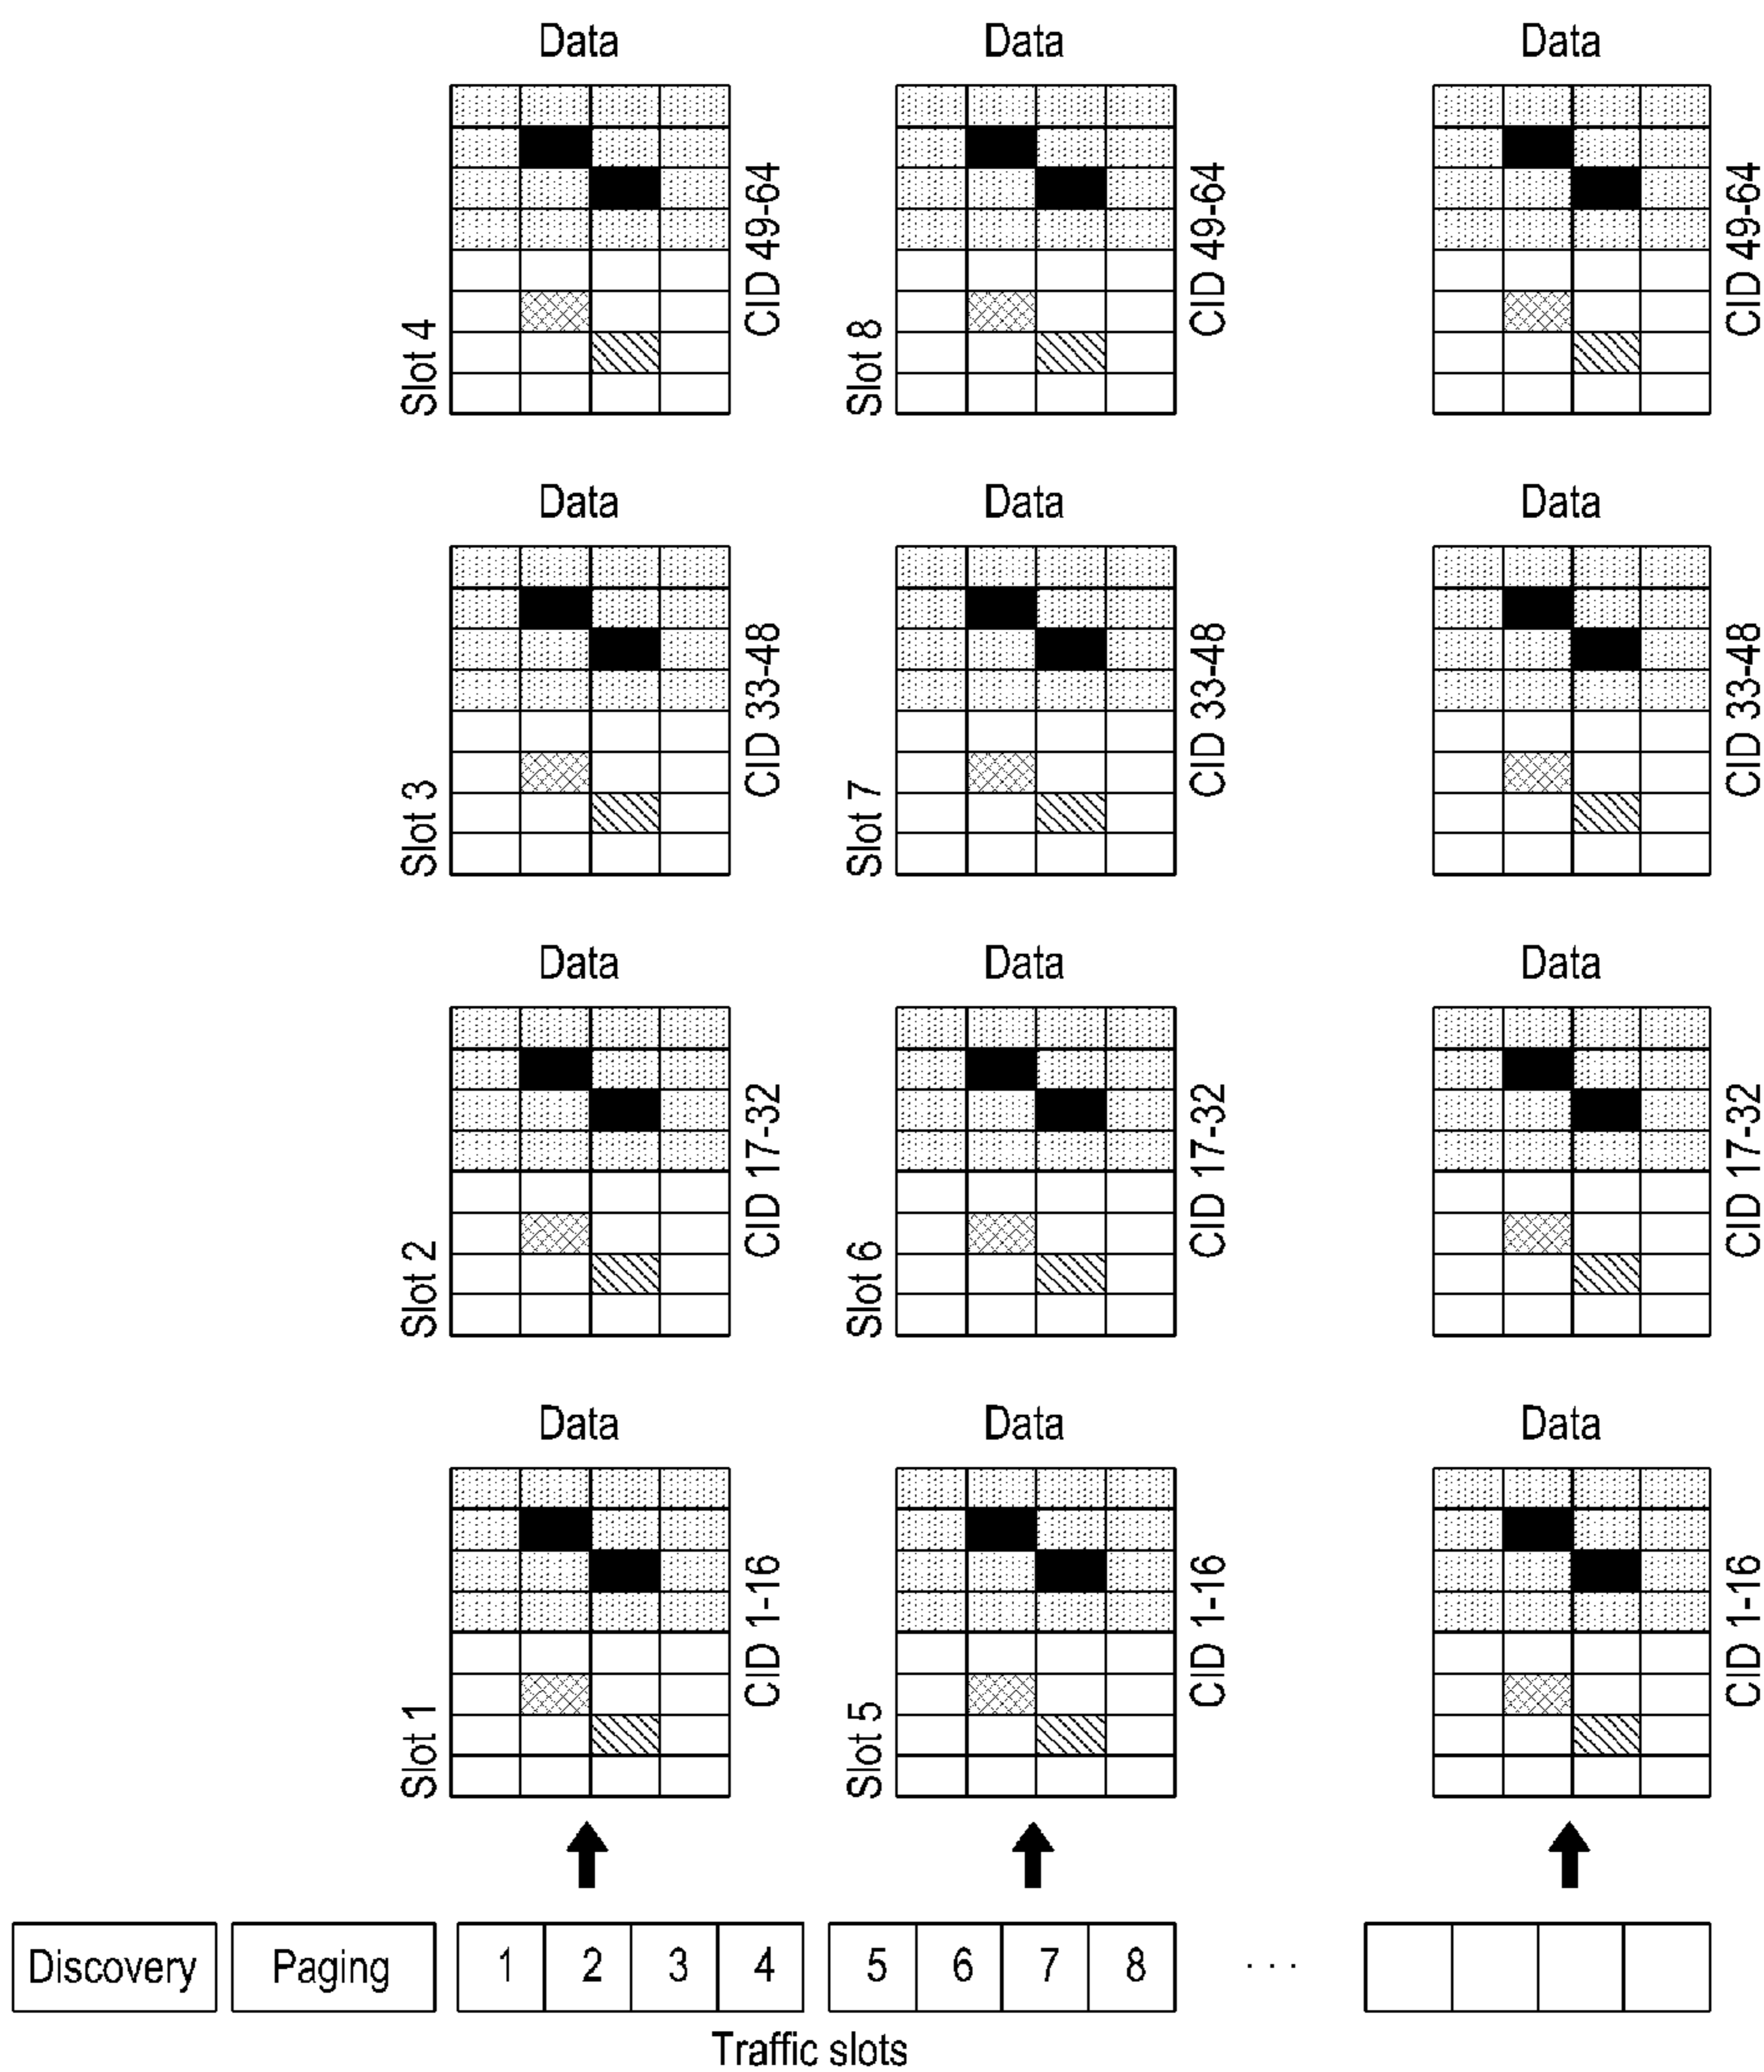 Data Data Data
Slot 4 CID 49-64 Slot 8 CID 49-64 CID 49-64
Data Data Data
Slot 3 CID 33-48 Slot 7 CID 33-48 CID 33-48
Data Data Data
Slot 2 CID 17-32 Slot 6 CID 17-32 CID 17-32
Data Data Data
Slot 1 CID 1-16 Slot 5 CID 1-16 CID 1-16
Discovery Paging 1 2 3 4 5 6 7 8 ...
Traffic slots